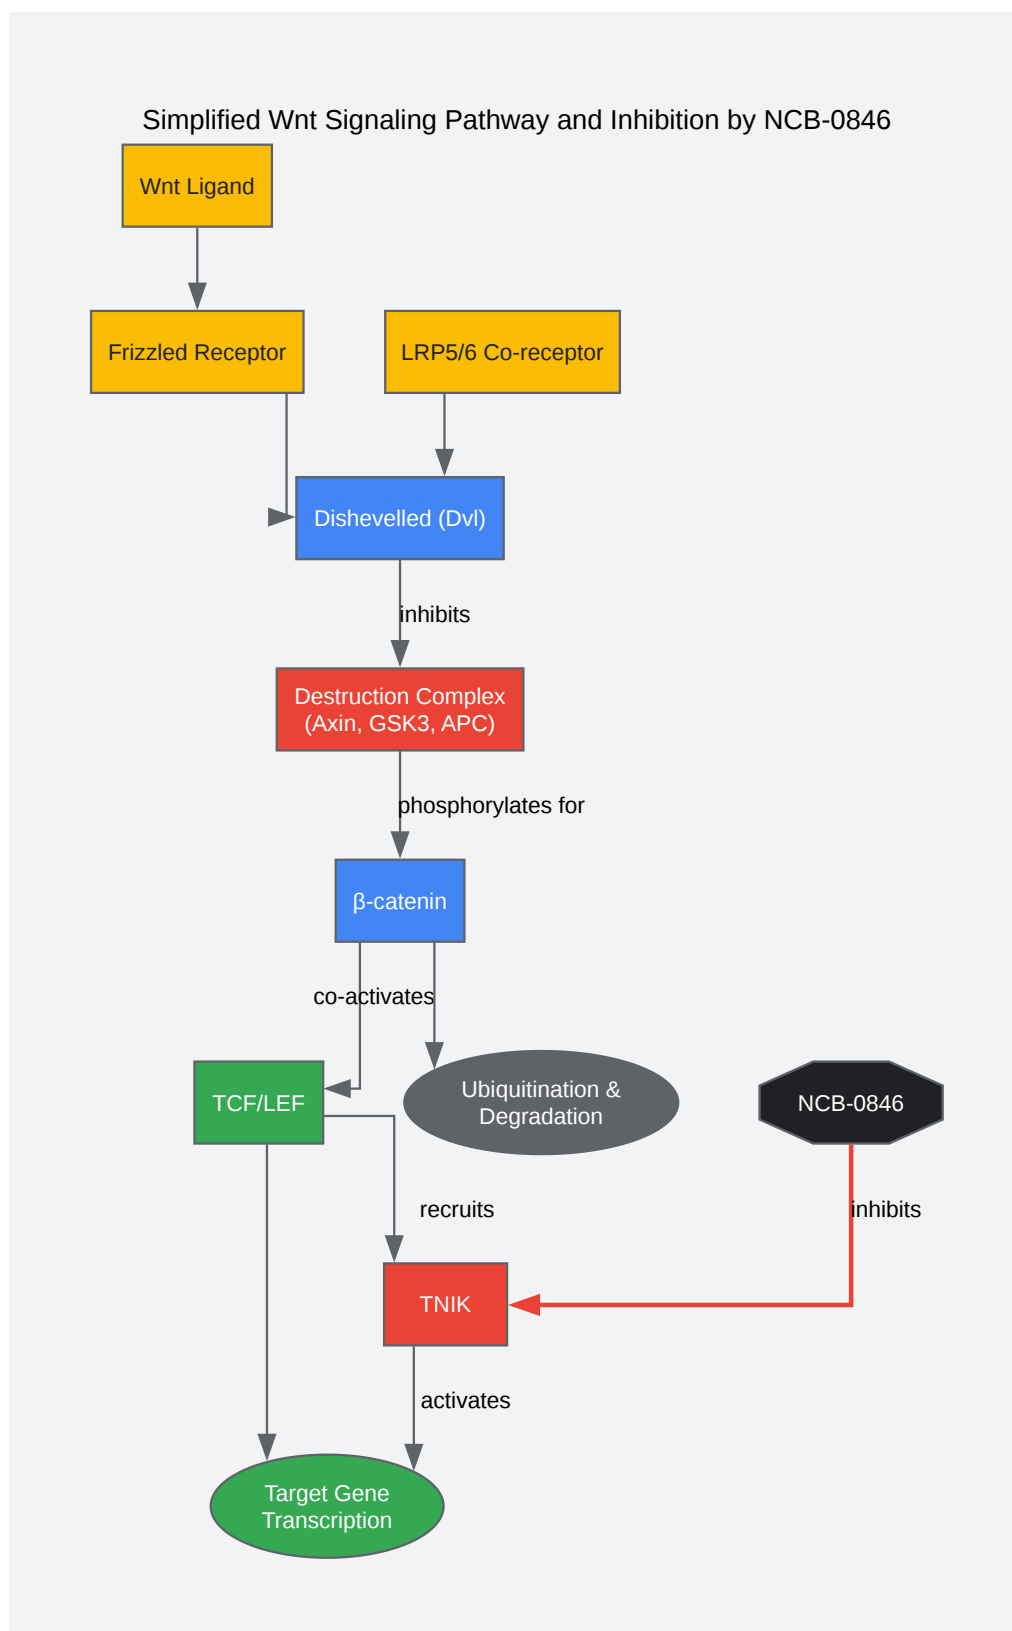 Simplified Wnt Signaling Pathway and Inhibition by NCB-0846
Wnt Ligand
Frizzled Receptor
LRP5/6 Co-receptor
Dishevelled (Dvl)
inhibits
Destruction Complex
(Axin, GSK3, APC)
phosphorylates for
β-catenin
co-activates
TCF/LEF
Ubiquitination &
Degradation
NCB-0846
recruits
inhibits
TNIK
activates
Target Gene
Transcription